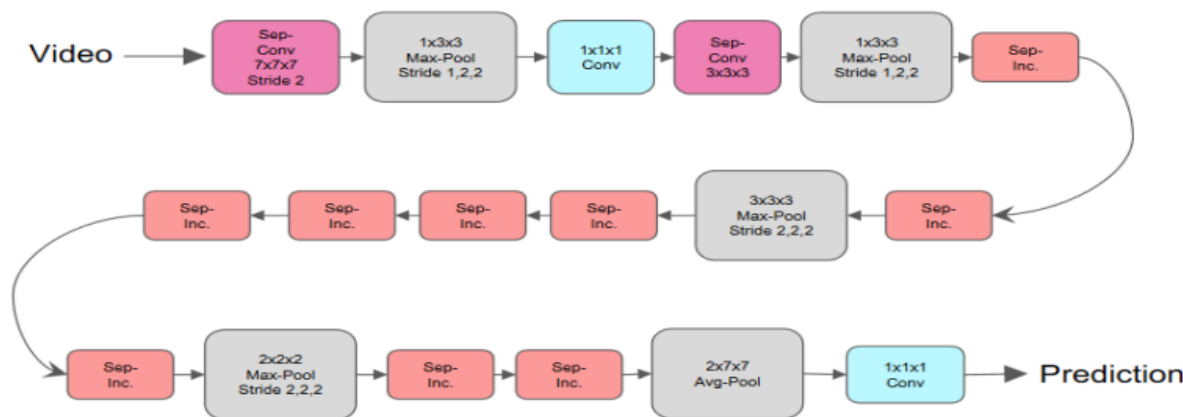 Video
Sep-
Conv
7x7x7
Stride 2
1x3x3
Max-Pool
Stride 1,2,2
1x1x1
Conv
Sep-
Conv
3x3x3
1x3x3
Max-Pool
Stride 1,2,2
Sep-
Inc.
Sep-
Inc.
3x3x3
Max-Pool
Stride 2,2,2
Sep-
Inc.
Sep-
Inc.
Sep-
Inc.
Sep-
Inc.
Sep-
Inc.
2x2x2
Max-Pool
Stride 2,2,2
Sep-
Inc.
Sep-
Inc.
2x7x7
Avg-Pool
1x1x1
Conv
Prediction